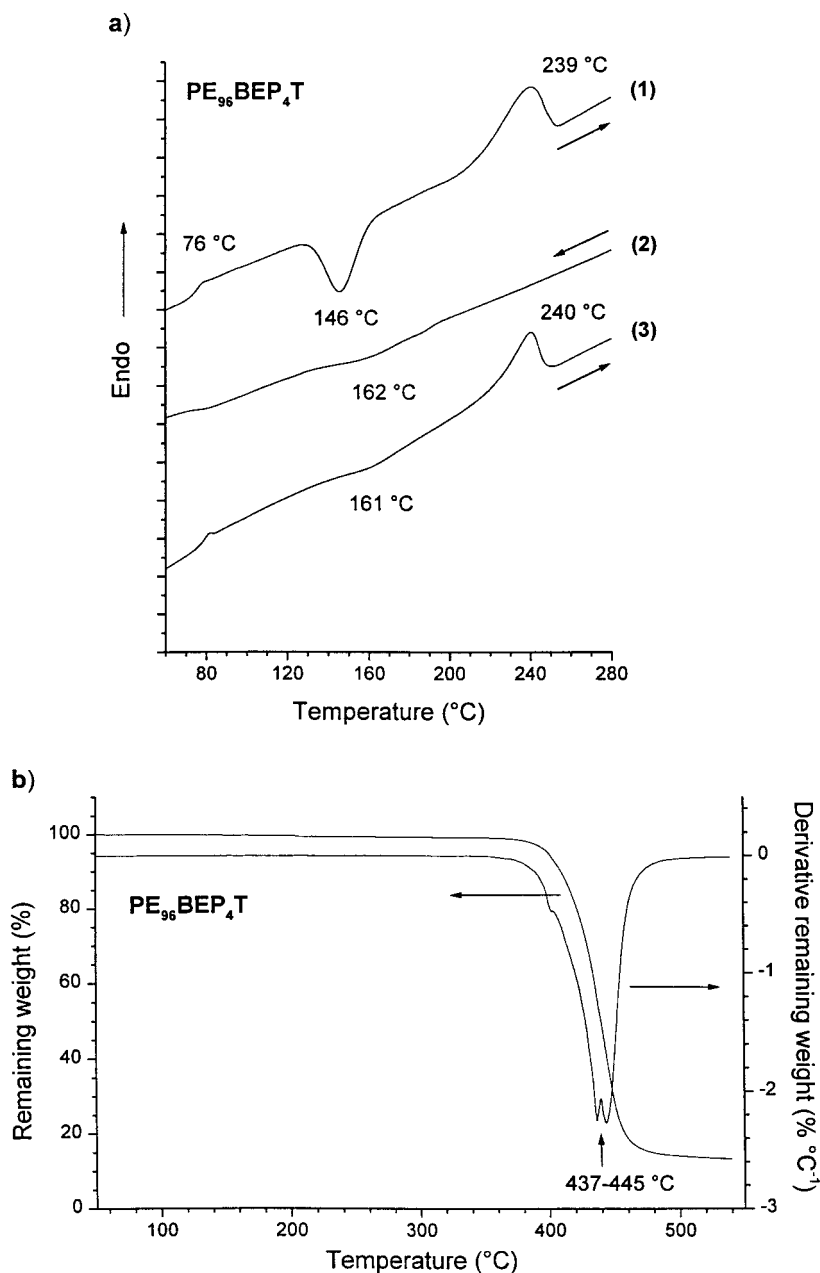 a)
PE₉₆BEP₄T
239 °C
(1)
76 °C
146 °C
(2)
240 °C
(3)
162 °C
161 °C
Endo
80 120 160 200 240 280
Temperature (°C)
b)
100
80
60
40
20
0
Remaining weight (%)
PE₉₆BEP₄T
437-445 °C
0
-1
-2
-3
Derivative remaining weight (% °C⁻¹)
100 200 300 400 500
Temperature (°C)